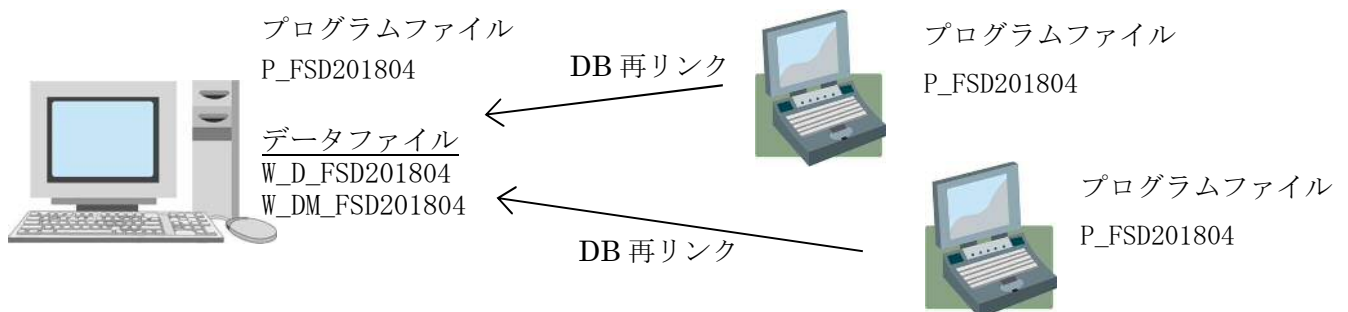 プログラムファイル
P_FSD201804
データファイル
W_D_FSD201804
W_DM_FSD201804
DB 再リンク
DB 再リンク
プログラムファイル
P_FSD201804
プログラムファイル
P_FSD201804